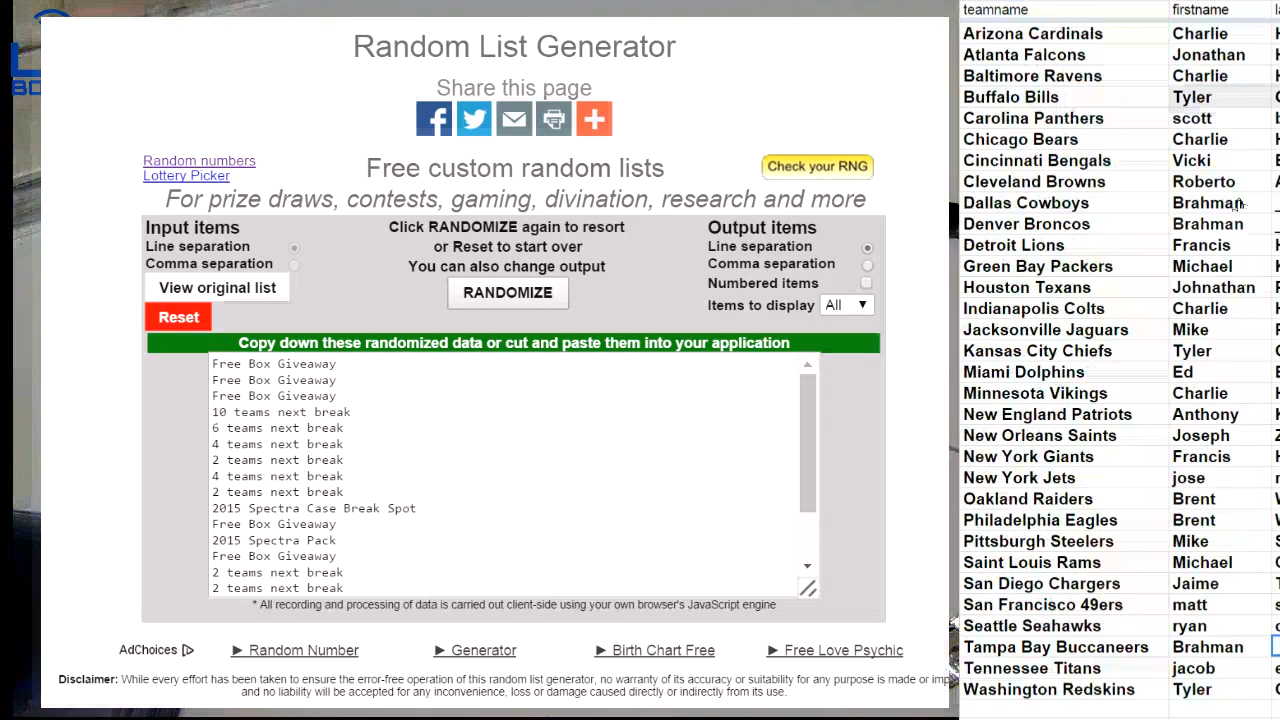 Random List Generator
Share this page
Random numbers
Lottery Picker
Free custom random lists
Check your RNG
For prize draws, contests, gaming, divination, research and more
Input items
Line separation
Comma separation
View original list
Reset
Click RANDOMIZE again to resort
or Reset to start over
You can also change output
RANDOMIZE
Output items
Line separation
Comma separation
Numbered items
Items to display All
Copy down these randomized data or cut and paste them into your application
Free Box Giveaway
Free Box Giveaway
Free Box Giveaway
10 teams next break
6 teams next break
4 teams next break
2 teams next break
4 teams next break
2 teams next break
2015 Spectra Case Break Spot
Free Box Giveaway
2015 Spectra Pack
Free Box Giveaway
2 teams next break
2 teams next break
* All recording and processing of data is carried out client-side using your own browser's JavaScript engine
AdChoices
► Random Number
► Generator
► Birth Chart Free
► Free Love Psychic
Disclaimer: While every effort has been taken to ensure the error-free operation of this random list generator, no warranty of its accuracy or suitability for any purpose is made or imp
and no liability will be accepted for any inconvenience, loss or damage caused directly or indirectly from its use.
teamname firstname
Arizona Cardinals Charlie
Atlanta Falcons Jonathan
Baltimore Ravens Charlie
Buffalo Bills Tyler
Carolina Panthers scott
Chicago Bears Charlie
Cincinnati Bengals Vicki
Cleveland Browns Roberto
Dallas Cowboys Brahman
Denver Broncos Brahman
Detroit Lions Francis
Green Bay Packers Michael
Houston Texans Johnathan
Indianapolis Colts Charlie
Jacksonville Jaguars Mike
Kansas City Chiefs Tyler
Miami Dolphins Ed
Minnesota Vikings Charlie
New England Patriots Anthony
New Orleans Saints Joseph
New York Giants Francis
New York Jets jose
Oakland Raiders Brent
Philadelphia Eagles Brent
Pittsburgh Steelers Mike
Saint Louis Rams Michael
San Diego Chargers Jaime
San Francisco 49ers matt
Seattle Seahawks ryan
Tampa Bay Buccaneers Brahman
Tennessee Titans jacob
Washington Redskins Tyler